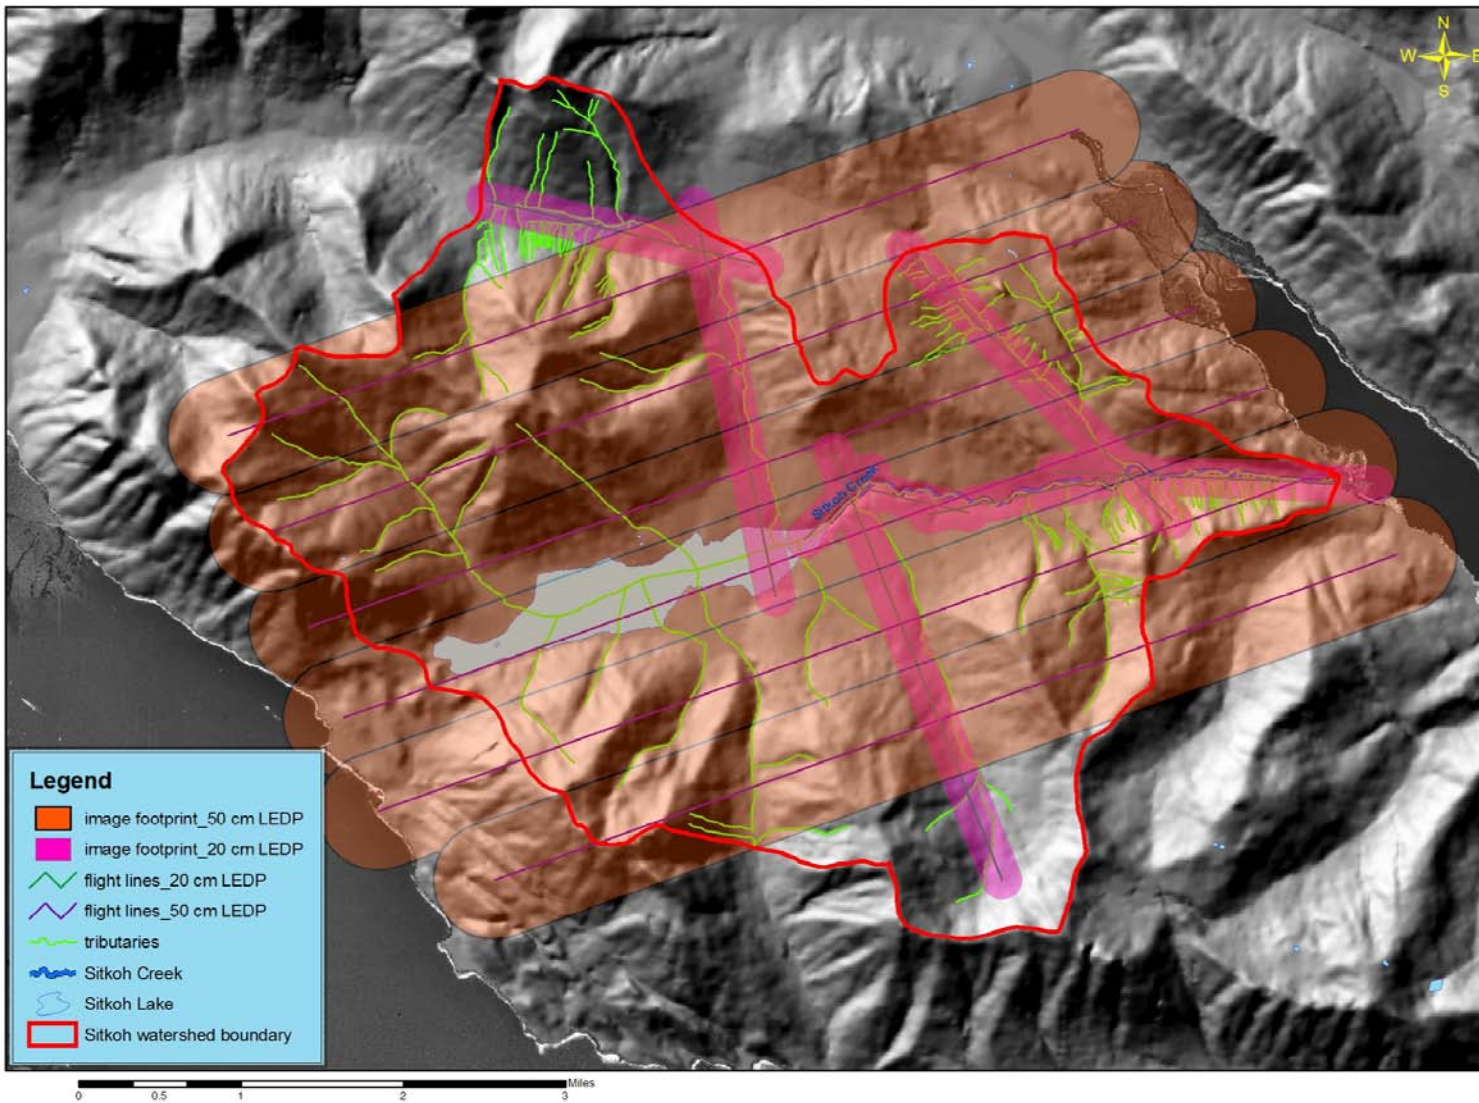 N
W E
S
Sitkoh Creek
Legend
image footprint_50 cm LEDP
image footprint_20 cm LEDP
flight lines_20 cm LEDP
flight lines_50 cm LEDP
tributaries
Sitkoh Creek
Sitkoh Lake
Sitkoh watershed boundary
Miles
0 0.5 1 2 3